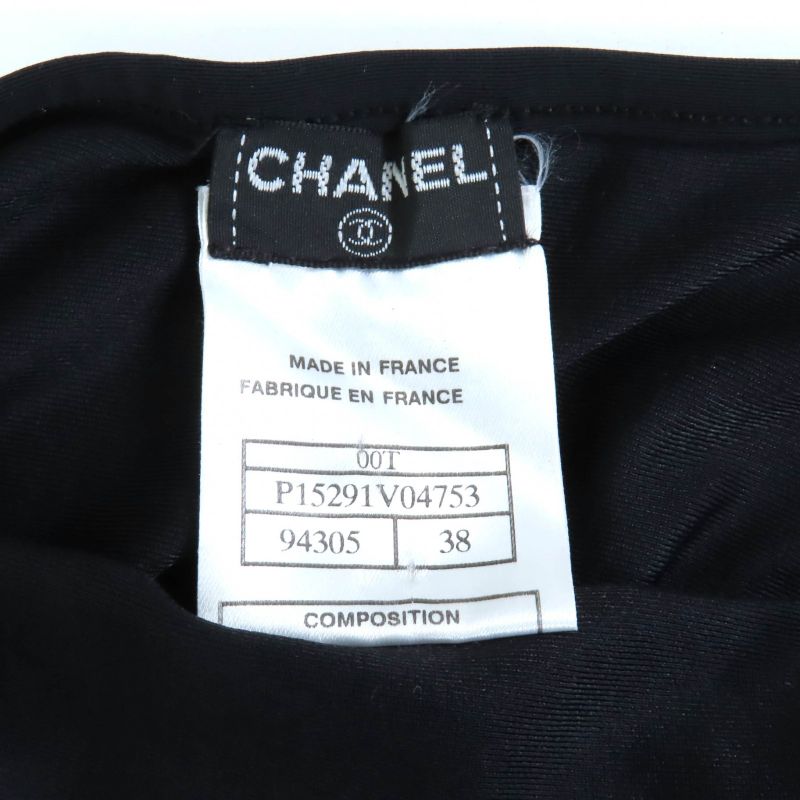 CHANEL
MADE IN FRANCE
FABRIQUE EN FRANCE
00T
P15291V04753
94305 38
COMPOSITION